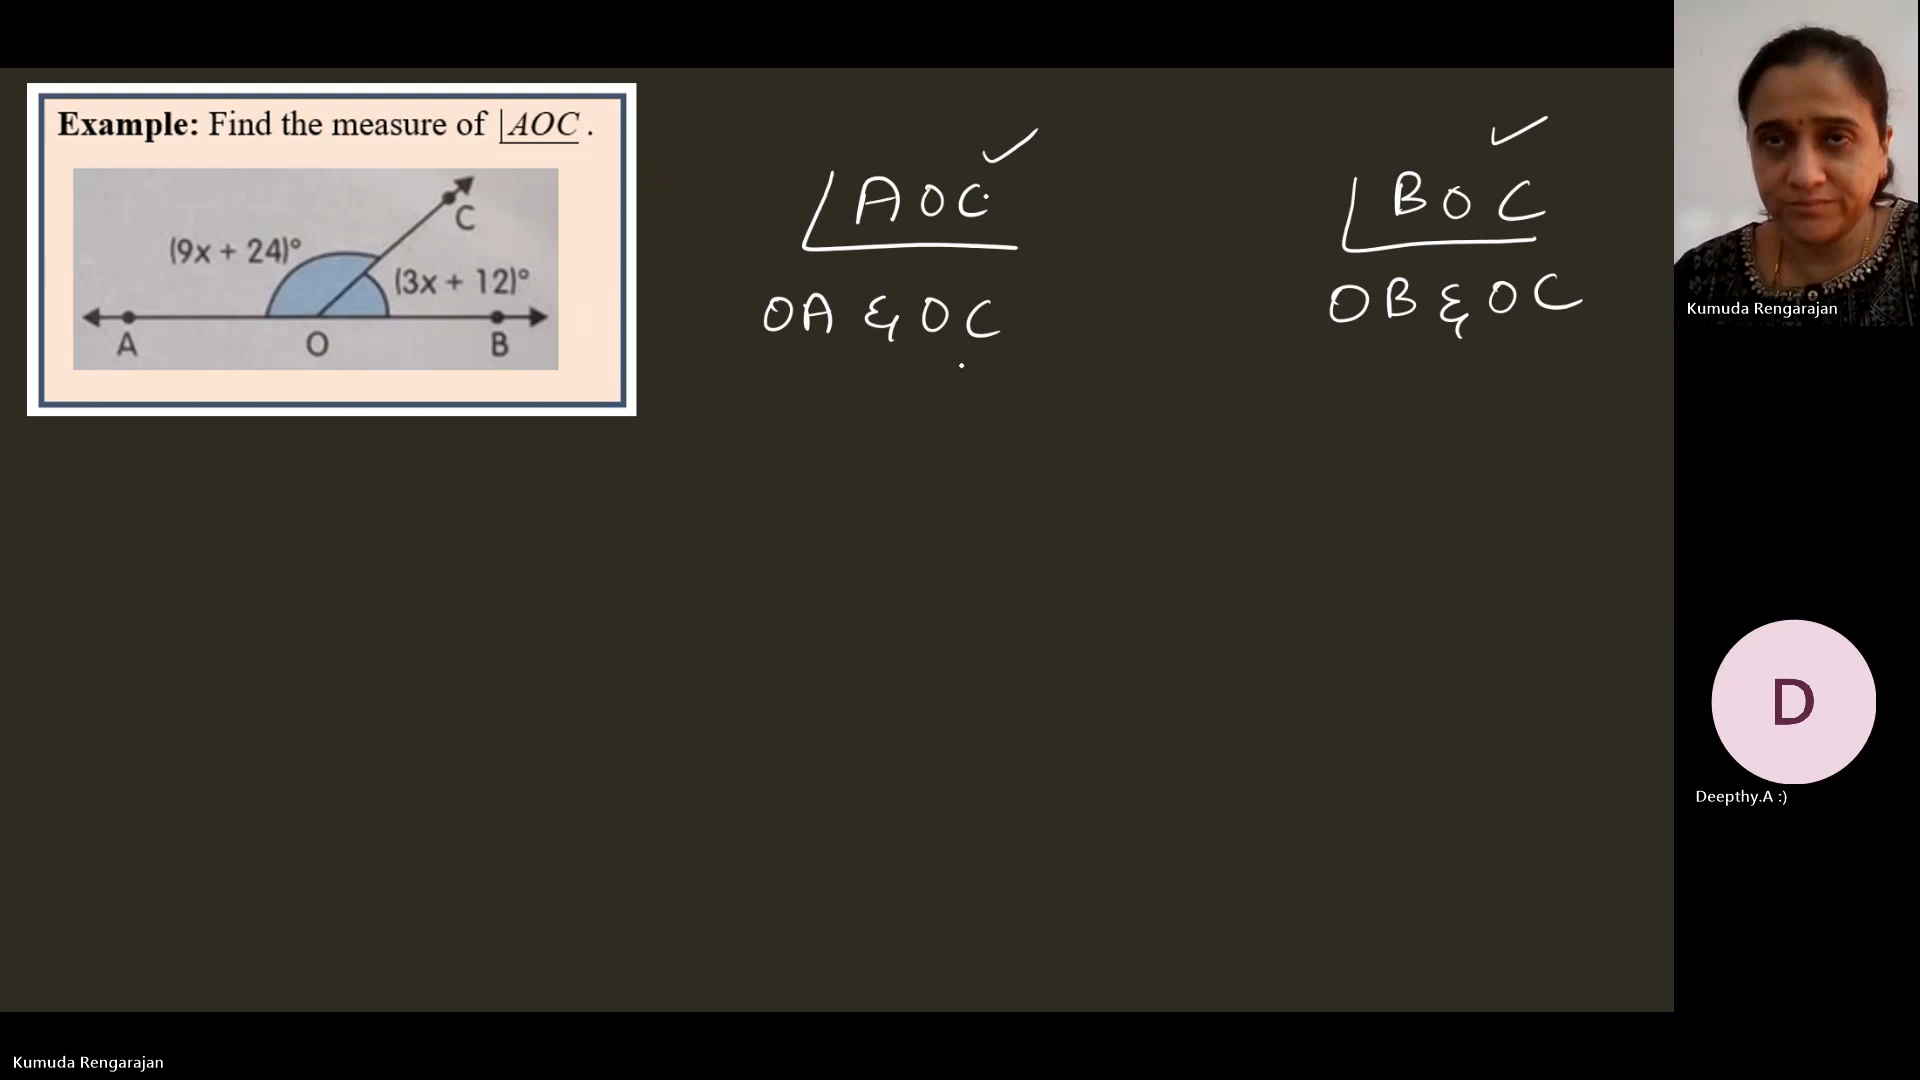 Example: Find the measure of |AOC .
(9x + 24)°
C
(3x + 12)°
A
O
B
∠AOC ✓
OA & OC
∠BOC ✓
OB & OC
Kumuda Rengarajan
D
Deepthy.A :)
Kumuda Rengarajan